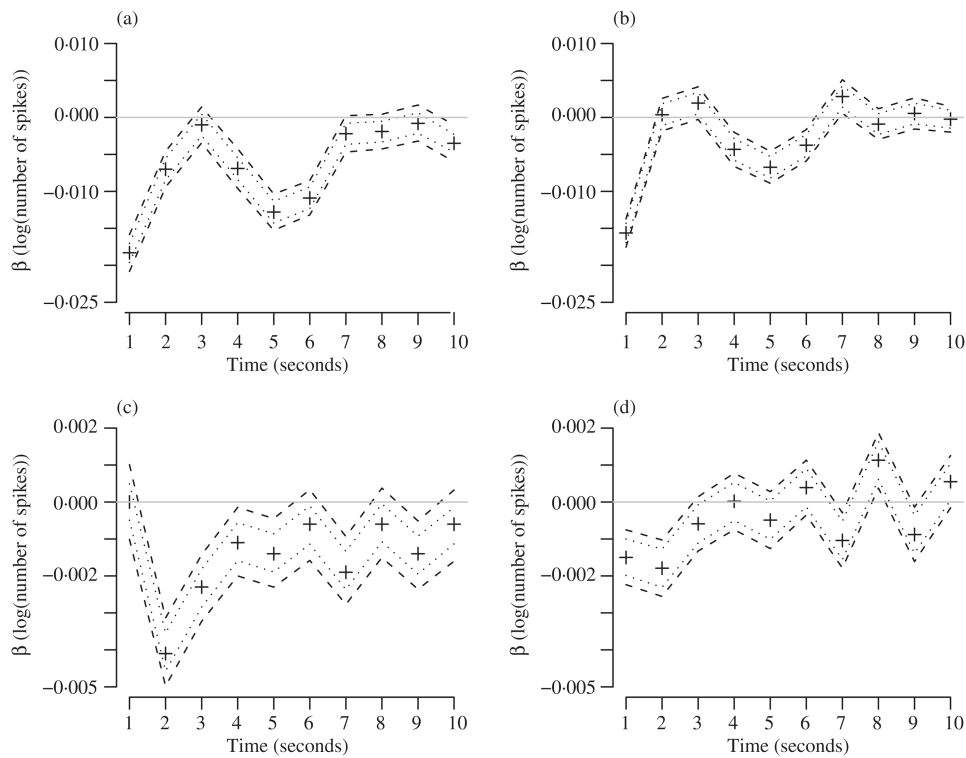 (a)
0·010
0·000
−0·010
−0·025
β (log(number of spikes))
1 2 3 4 5 6 7 8 9 10
Time (seconds)
(b)
0·010
0·000
−0·010
−0·025
β (log(number of spikes))
1 2 3 4 5 6 7 8 9 10
Time (seconds)
(c)
0·002
0·000
−0·002
−0·005
β (log(number of spikes))
1 2 3 4 5 6 7 8 9 10
Time (seconds)
(d)
0·002
0·000
−0·002
−0·005
β (log(number of spikes))
1 2 3 4 5 6 7 8 9 10
Time (seconds)